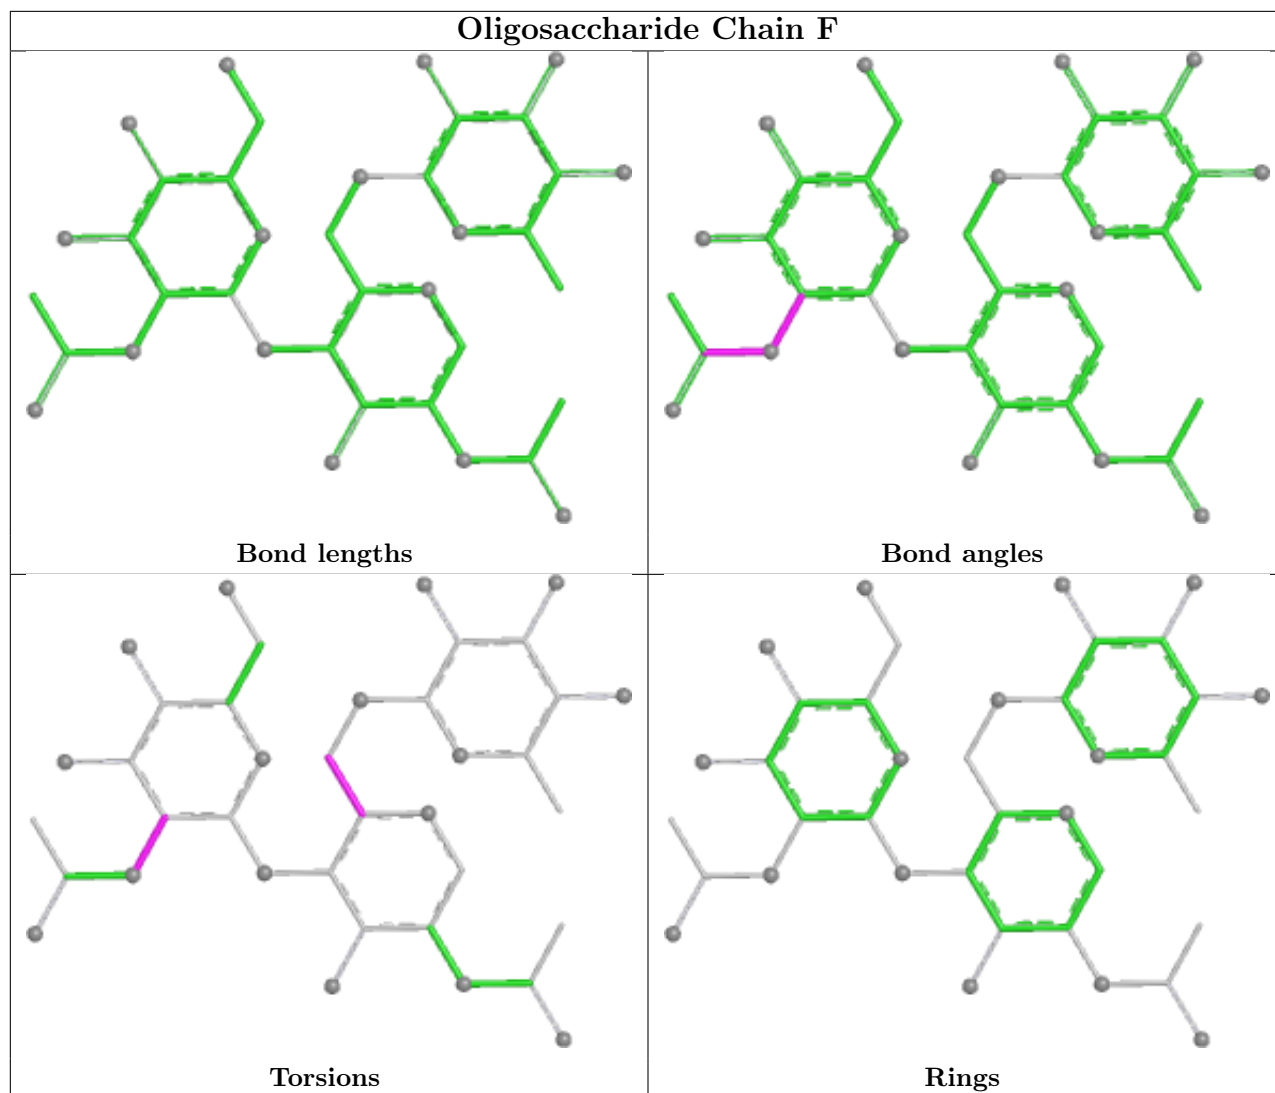 Oligosaccharide Chain F
Bond lengths
Bond angles
Torsions
Rings